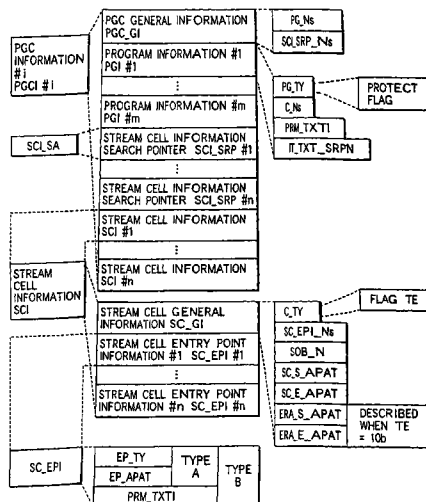 PGC
INFORMATION
#i
PGCI #i
PGC GENERAL INFORMATION
PGC_GI
PROGRAM INFORMATION #1
PGI #1
⋮
PROGRAM INFORMATION #m
PGI #m
STREAM CELL INFORMATION
SEARCH POINTER SCI_SRP #1
⋮
STREAM CELL INFORMATION
SEARCH POINTER SCI_SRP #n
STREAM CELL INFORMATION
SCI #1
⋮
STREAM CELL INFORMATION
SCI #n
PG_Ns
SCI_SRP_Ns
PG_TY
C_Ns
PRM_TXTI
IT_TXT_SRPN
PROTECT
FLAG
SCI_SA
STREAM
CELL
INFORMATION
SCI
STREAM CELL GENERAL
INFORMATION SC_GI
STREAM CELL ENTRY POINT
INFORMATION #1 SC_EPI #1
⋮
STREAM CELL ENTRY POINT
INFORMATION #n SC_EPI #n
C_TY
SC_EPI_Ns
SOB_N
SC_S_APAT
SC_E_APAT
ERA_S_APAT
ERA_E_APAT
FLAG TE
DESCRIBED
WHEN TE
= 10b
SC_EPI
EP_TY
EP_APAT
PRM_TXTI
TYPE
A
TYPE
B